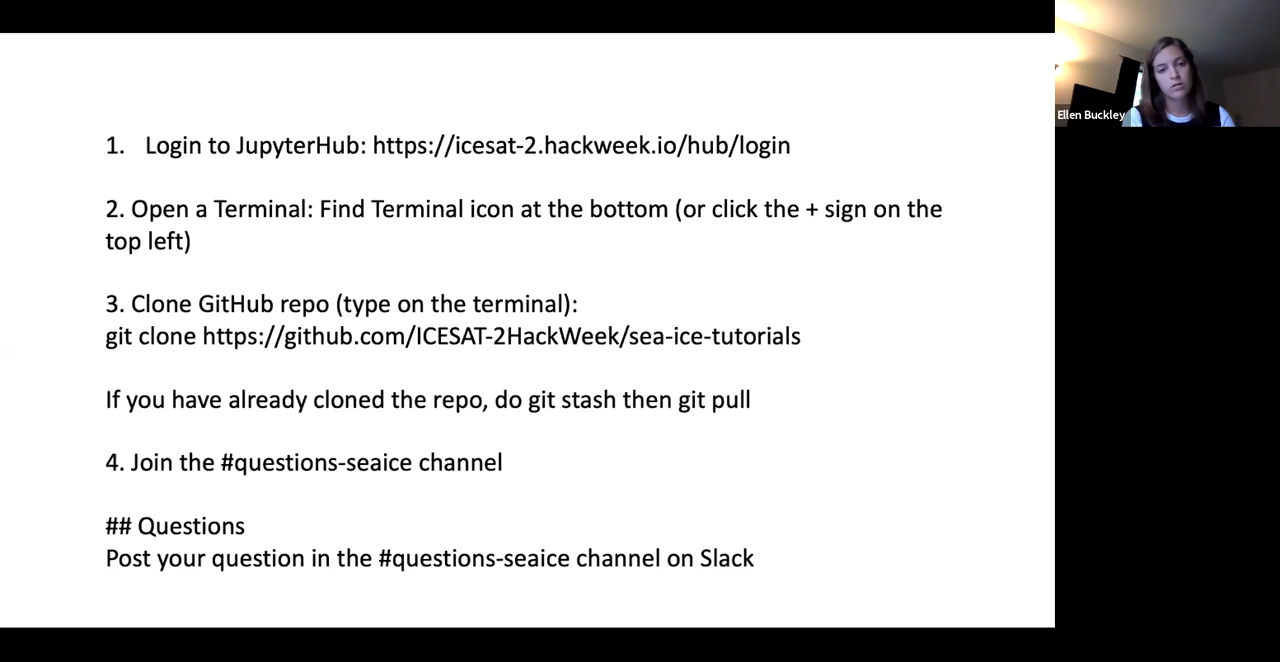 1. Login to JupyterHub: https://icesat-2.hackweek.io/hub/login
2. Open a Terminal: Find Terminal icon at the bottom (or click the + sign on the
top left)
3. Clone GitHub repo (type on the terminal):
git clone https://github.com/ICESAT-2HackWeek/sea-ice-tutorials
If you have already cloned the repo, do git stash then git pull
4. Join the #questions-seaice channel
## Questions
Post your question in the #questions-seaice channel on Slack
Ellen Buckley